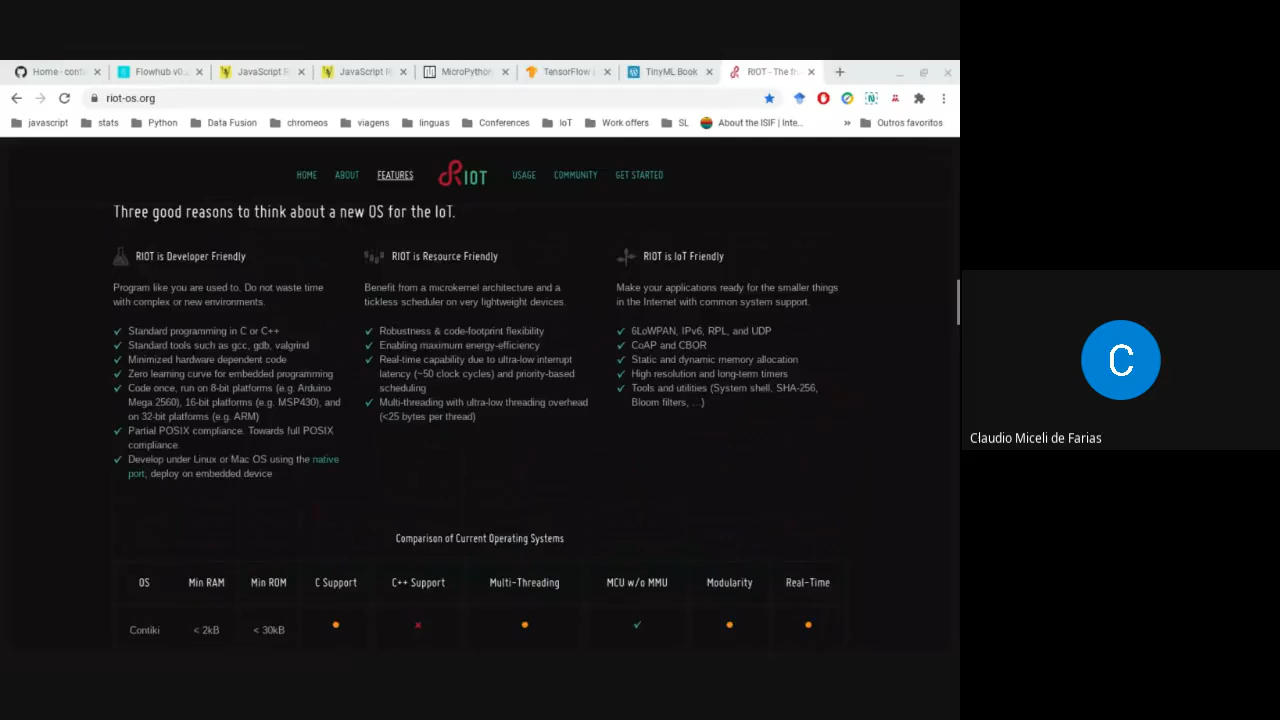 Home - conta
Flowhub v0.
JavaScript R
JavaScript R
MicroPython
TensorFlow
TinyML Book
RIOT - The fr
riot-os.org
javascript
stats
Python
Data Fusion
chromeos
viagens
linguas
Conferences
IoT
Work offers
SL
About the ISIF | Inte...
»
Outros favoritos
HOME
ABOUT
FEATURES
RIOT
USAGE
COMMUNITY
GET STARTED
Three good reasons to think about a new OS for the IoT.
RIOT is Developer Friendly
Program like you are used to. Do not waste time
with complex or new environments.
Standard programming in C or C++
Standard tools such as gcc, gdb, valgrind
Minimized hardware dependent code
Zero learning curve for embedded programming
Code once, run on 8-bit platforms (e.g. Arduino
Mega 2560), 16-bit platforms (e.g. MSP430), and
on 32-bit platforms (e.g. ARM)
Partial POSIX compliance. Towards full POSIX
compliance.
Develop under Linux or Mac OS using the native
port, deploy on embedded device
RIOT is Resource Friendly
Benefit from a microkernel architecture and a
tickless scheduler on very lightweight devices.
Robustness & code-footprint flexibility
Enabling maximum energy-efficiency
Real-time capability due to ultra-low interrupt
latency (~50 clock cycles) and priority-based
scheduling
Multi-threading with ultra-low threading overhead
(<25 bytes per thread)
RIOT is IoT Friendly
Make your applications ready for the smaller things
in the Internet with common system support.
6LoWPAN, IPv6, RPL, and UDP
CoAP and CBOR
Static and dynamic memory allocation
High resolution and long-term timers
Tools and utilities (System shell, SHA-256,
Bloom filters, ...)
Comparison of Current Operating Systems
OS Min RAM Min ROM C Support C++ Support Multi-Threading MCU w/o MMU Modularity Real-Time
Contiki < 2kB < 30kB
C
Claudio Miceli de Farias